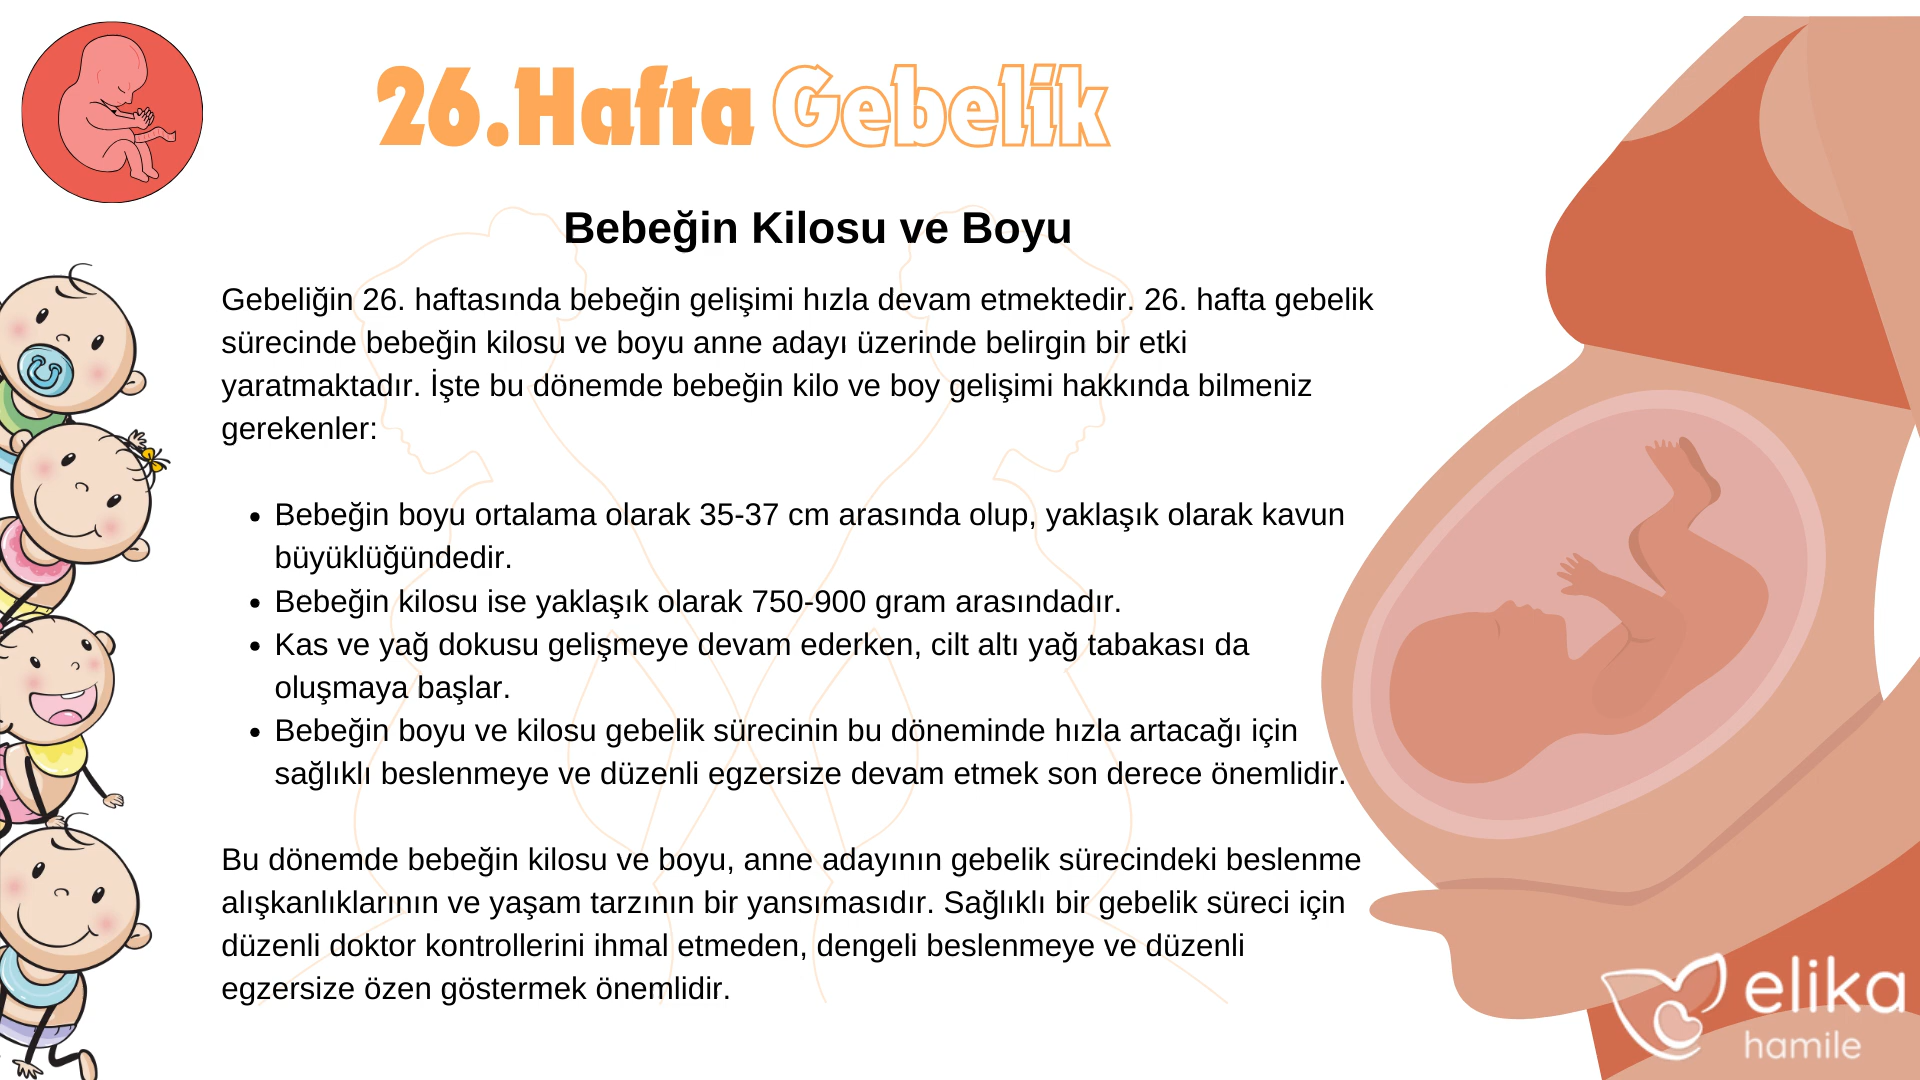 26.Hafta Gebelik
Bebeğin Kilosu ve Boyu
Gebeliğin 26. haftasında bebeğin gelişimi hızla devam etmektedir. 26. hafta gebelik
sürecinde bebeğin kilosu ve boyu anne adayı üzerinde belirgin bir etki
yaratmaktadır. İşte bu dönemde bebeğin kilo ve boy gelişimi hakkında bilmeniz
gerekenler:
• Bebeğin boyu ortalama olarak 35-37 cm arasında olup, yaklaşık olarak kavun
büyüklüğündedir.
• Bebeğin kilosu ise yaklaşık olarak 750-900 gram arasındadır.
• Kas ve yağ dokusu gelişmeye devam ederken, cilt altı yağ tabakası da
oluşmaya başlar.
• Bebeğin boyu ve kilosu gebelik sürecinin bu döneminde hızla artacağı için
sağlıklı beslenmeye ve düzenli egzersize devam etmek son derece önemlidir.
Bu dönemde bebeğin kilosu ve boyu, anne adayının gebelik sürecindeki beslenme
alışkanlıklarının ve yaşam tarzının bir yansımasıdır. Sağlıklı bir gebelik süreci için
düzenli doktor kontrollerini ihmal etmeden, dengeli beslenmeye ve düzenli
egzersize özen göstermek önemlidir.
elika
hamile